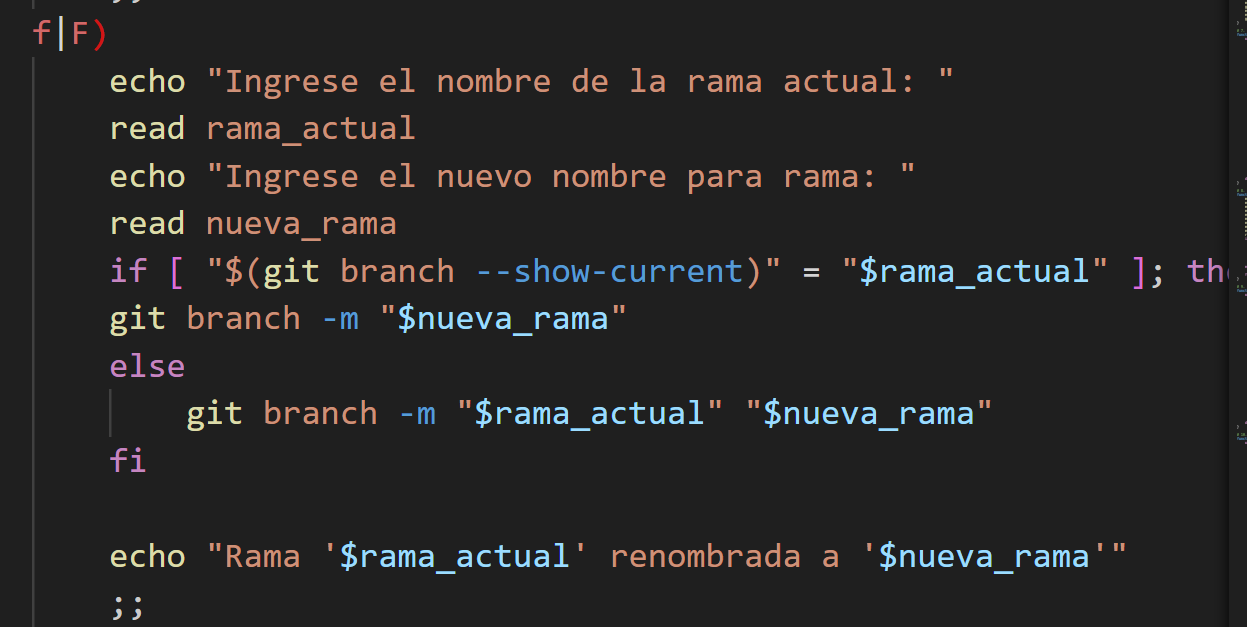 f|F)
echo "Ingrese el nombre de la rama actual: "
read rama_actual
echo "Ingrese el nuevo nombre para rama: "
read nueva_rama
if [ "$(git branch --show-current)" = "$rama_actual" ]; the
git branch -m "$nueva_rama"
else
git branch -m "$rama_actual" "$nueva_rama"
fi
echo "Rama '$rama_actual' renombrada a '$nueva_rama'"
;;